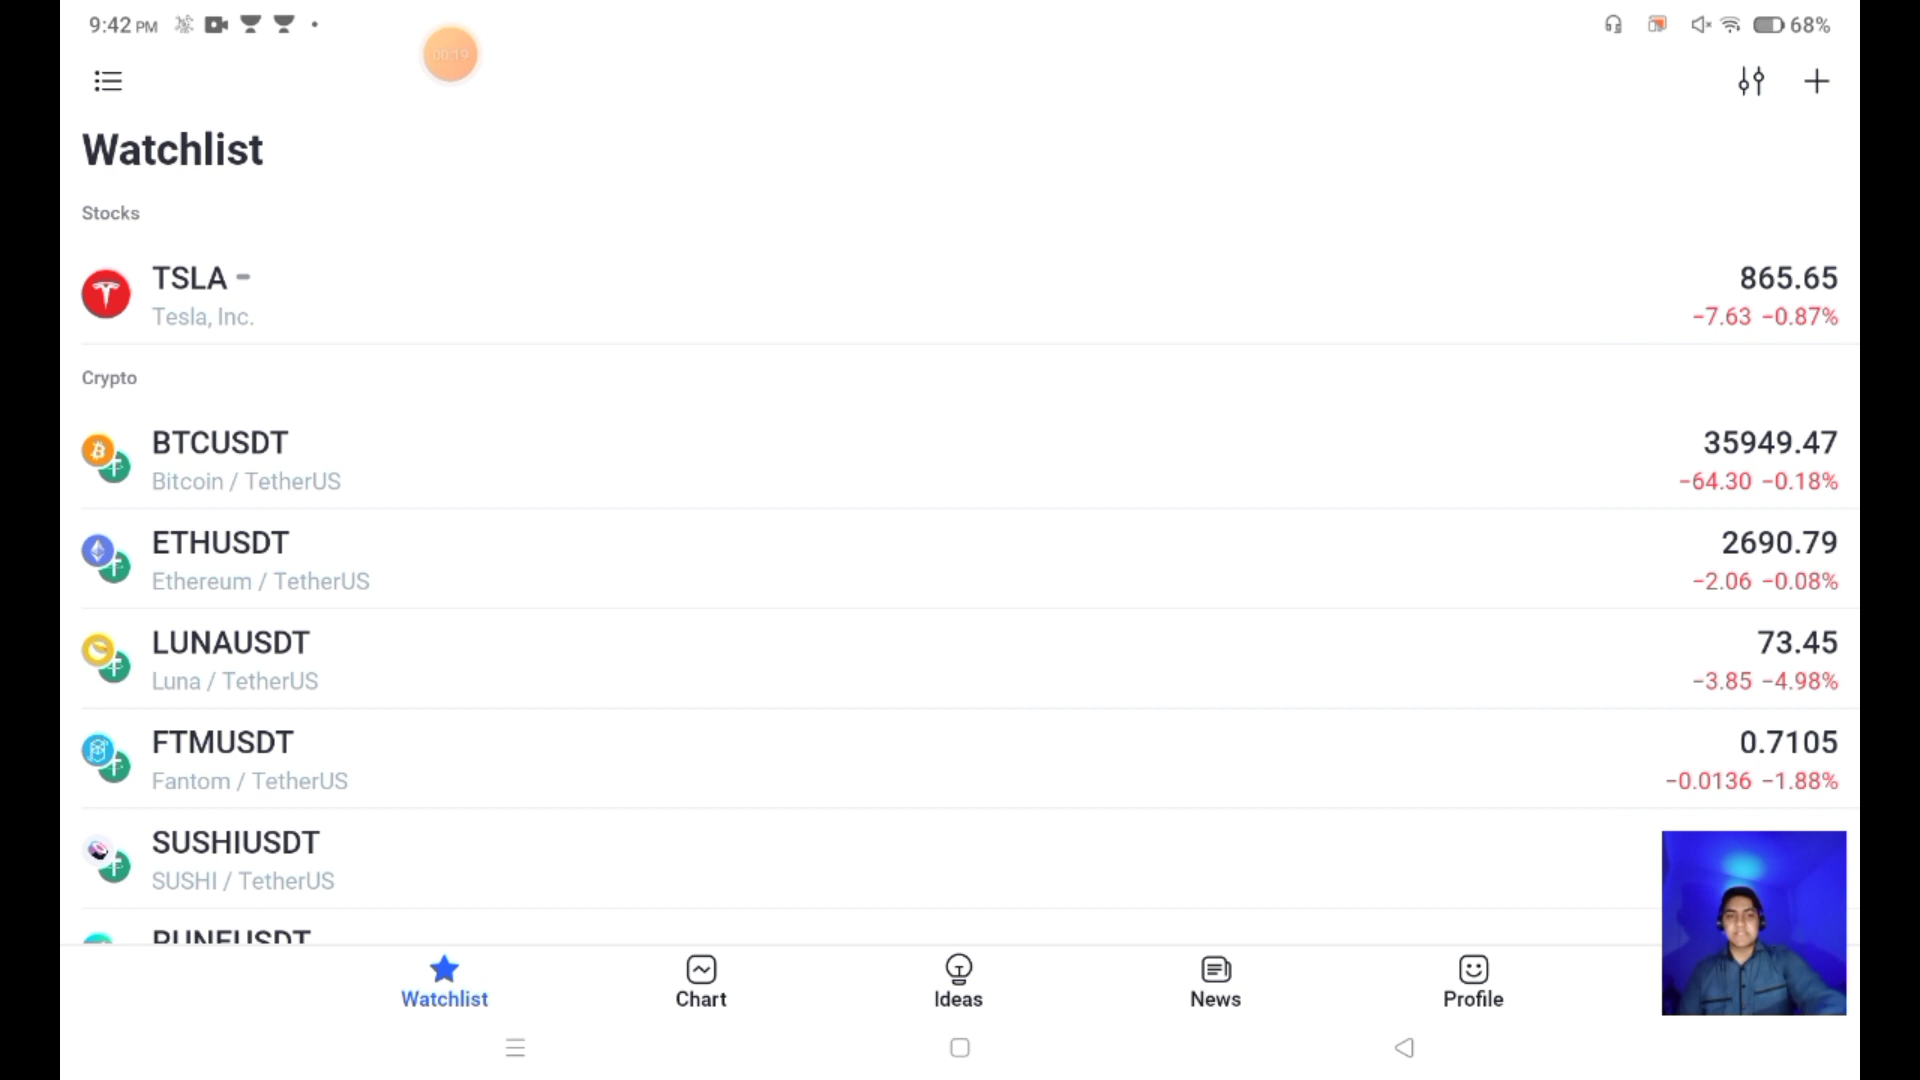 9:42 PM
00:19
68%
Watchlist
Stocks
TSLA
865.65
Tesla, Inc.
−7.63 −0.87%
Crypto
BTCUSDT
35949.47
Bitcoin / TetherUS
−64.30 −0.18%
ETHUSDT
2690.79
Ethereum / TetherUS
−2.06 −0.08%
LUNAUSDT
73.45
Luna / TetherUS
−3.85 −4.98%
FTMUSDT
0.7105
Fantom / TetherUS
−0.0136 −1.88%
SUSHIUSDT
SUSHI / TetherUS
RUNEUSDT
Watchlist
Chart
Ideas
News
Profile